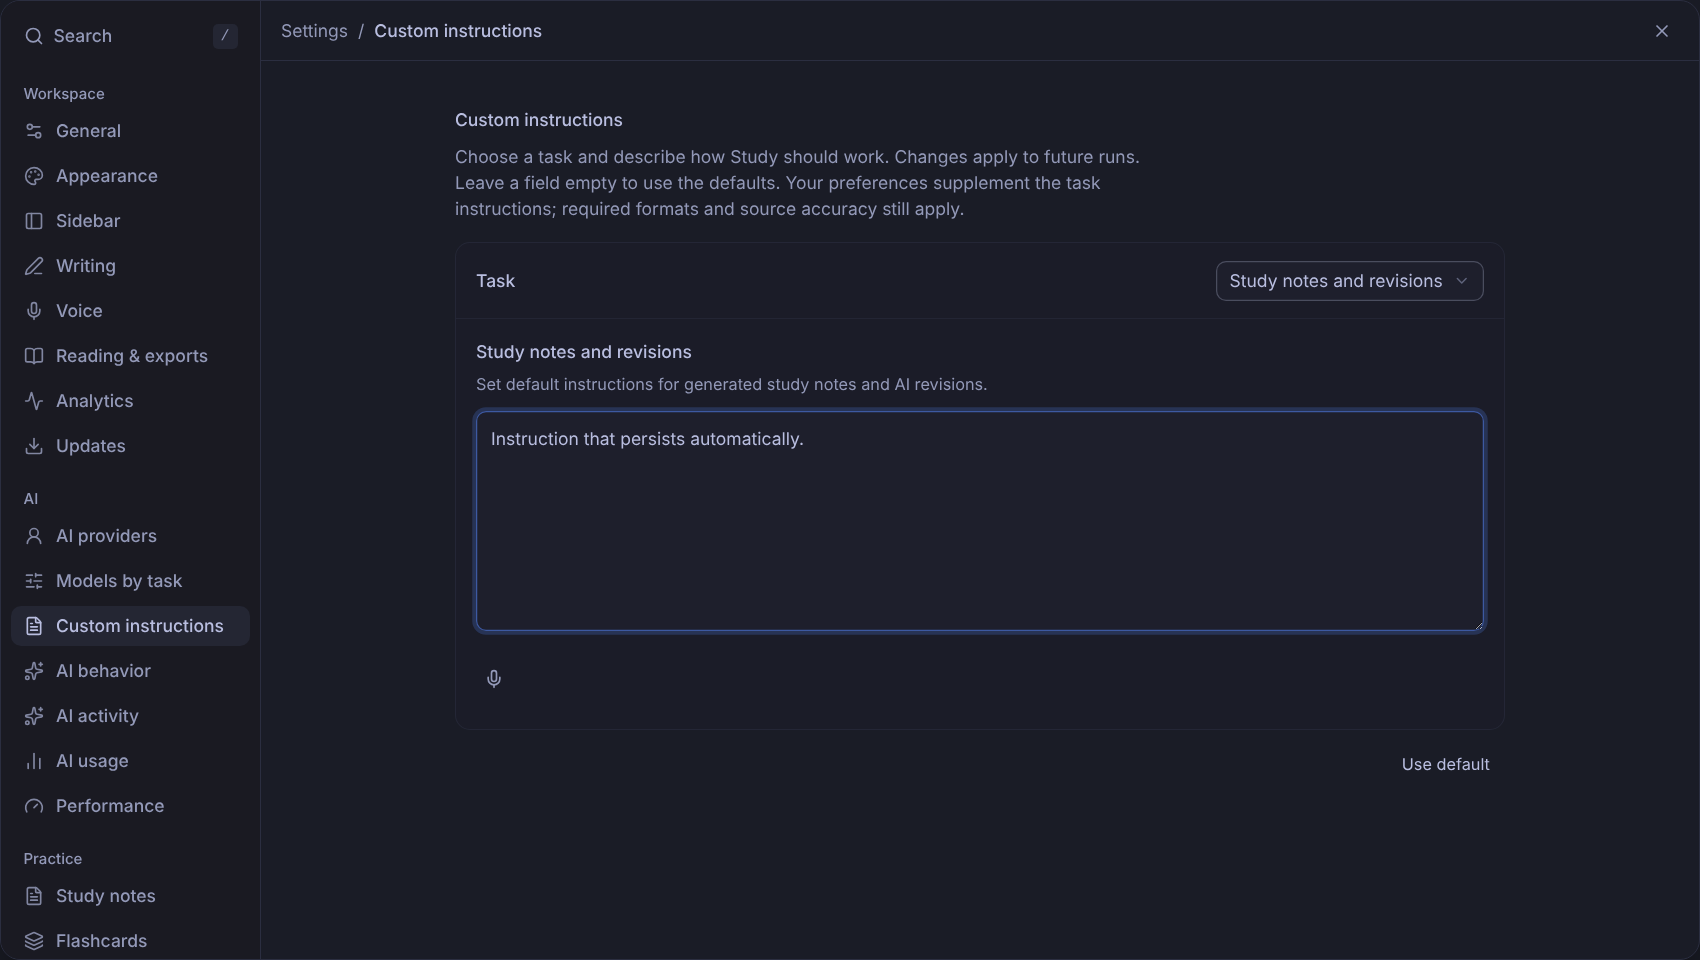 Search
/
Workspace
General
Appearance
Sidebar
Writing
Voice
Reading & exports
Analytics
Updates
AI
AI providers
Models by task
Custom instructions
AI behavior
AI activity
AI usage
Performance
Practice
Study notes
Flashcards
Settings / Custom instructions
Custom instructions
Choose a task and describe how Study should work. Changes apply to future runs.
Leave a field empty to use the defaults. Your preferences supplement the task
instructions; required formats and source accuracy still apply.
Task
Study notes and revisions
Study notes and revisions
Set default instructions for generated study notes and AI revisions.
Instruction that persists automatically.
Use default